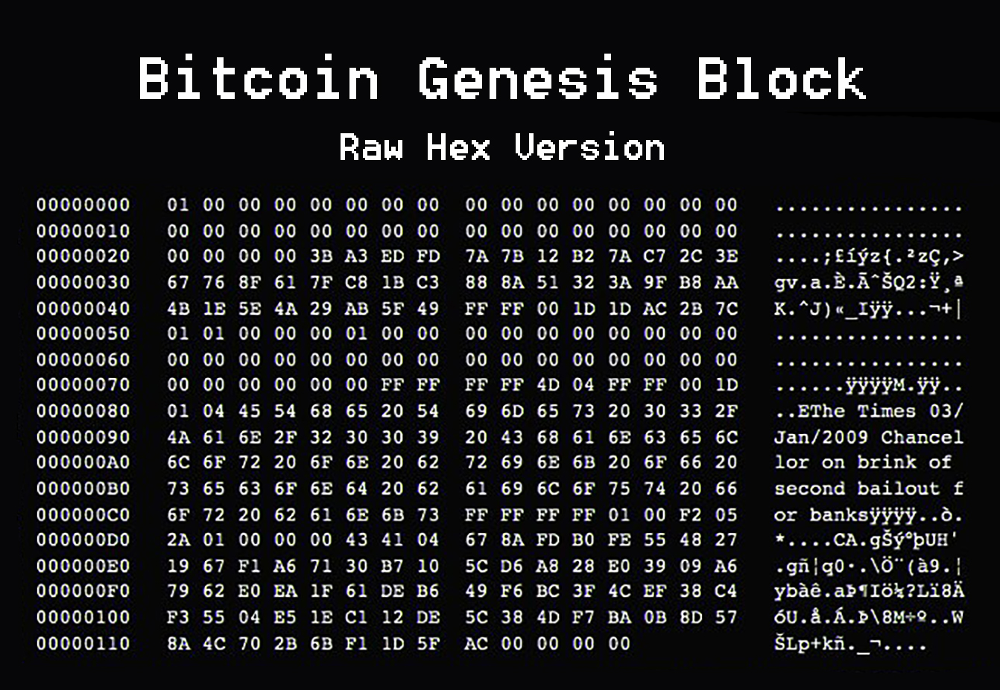 Bitcoin Genesis Block
Raw Hex Version
00000000 01 00 00 00 00 00 00 00 00 00 00 00 00 00 00 00 ................
00000010 00 00 00 00 00 00 00 00 00 00 00 00 00 00 00 00 ................
00000020 00 00 00 00 3B A3 ED FD 7A 7B 12 B2 7A C7 2C 3E ....;£íýz{.²zÇ,>
00000030 67 76 8F 61 7F C8 1B C3 88 8A 51 32 3A 9F B8 AA gv.a.È.ÃˆŠQ2:Ÿ¸ª
00000040 4B 1E 5E 4A 29 AB 5F 49 FF FF 00 1D 1D AC 2B 7C K.^J)«_Iÿÿ...¬+|
00000050 01 01 00 00 00 01 00 00 00 00 00 00 00 00 00 00 ................
00000060 00 00 00 00 00 00 00 00 00 00 00 00 00 00 00 00 ................
00000070 00 00 00 00 00 00 FF FF FF FF 4D 04 FF FF 00 1D ......ÿÿÿÿM.ÿÿ..
00000080 01 04 45 54 68 65 20 54 69 6D 65 73 20 30 33 2F ..EThe Times 03/
00000090 4A 61 6E 2F 32 30 30 39 20 43 68 61 6E 63 65 6C Jan/2009 Chancel
000000A0 6C 6F 72 20 6F 6E 20 62 72 69 6E 6B 20 6F 66 20 lor on brink of
000000B0 73 65 63 6F 6E 64 20 62 61 69 6C 6F 75 74 20 66 second bailout f
000000C0 6F 72 20 62 61 6E 6B 73 FF FF FF FF 01 00 F2 05 or banksÿÿÿÿ..ò.
000000D0 2A 01 00 00 00 43 41 04 67 8A FD B0 FE 55 48 27 *....CA.gŠý°þUH'
000000E0 19 67 F1 A6 71 30 B7 10 5C D6 A8 28 E0 39 09 A6 .gñ¦q0·.\Ö¨(à9.¦
000000F0 79 62 E0 EA 1F 61 DE B6 49 F6 BC 3F 4C EF 38 C4 ybàê.aÞ¶Iö¼?Lï8Ä
00000100 F3 55 04 E5 1E C1 12 DE 5C 38 4D F7 BA 0B 8D 57 óU.å.Á.Þ\8M÷º..W
00000110 8A 4C 70 2B 6B F1 1D 5F AC 00 00 00 00 ŠLp+kñ._¬....